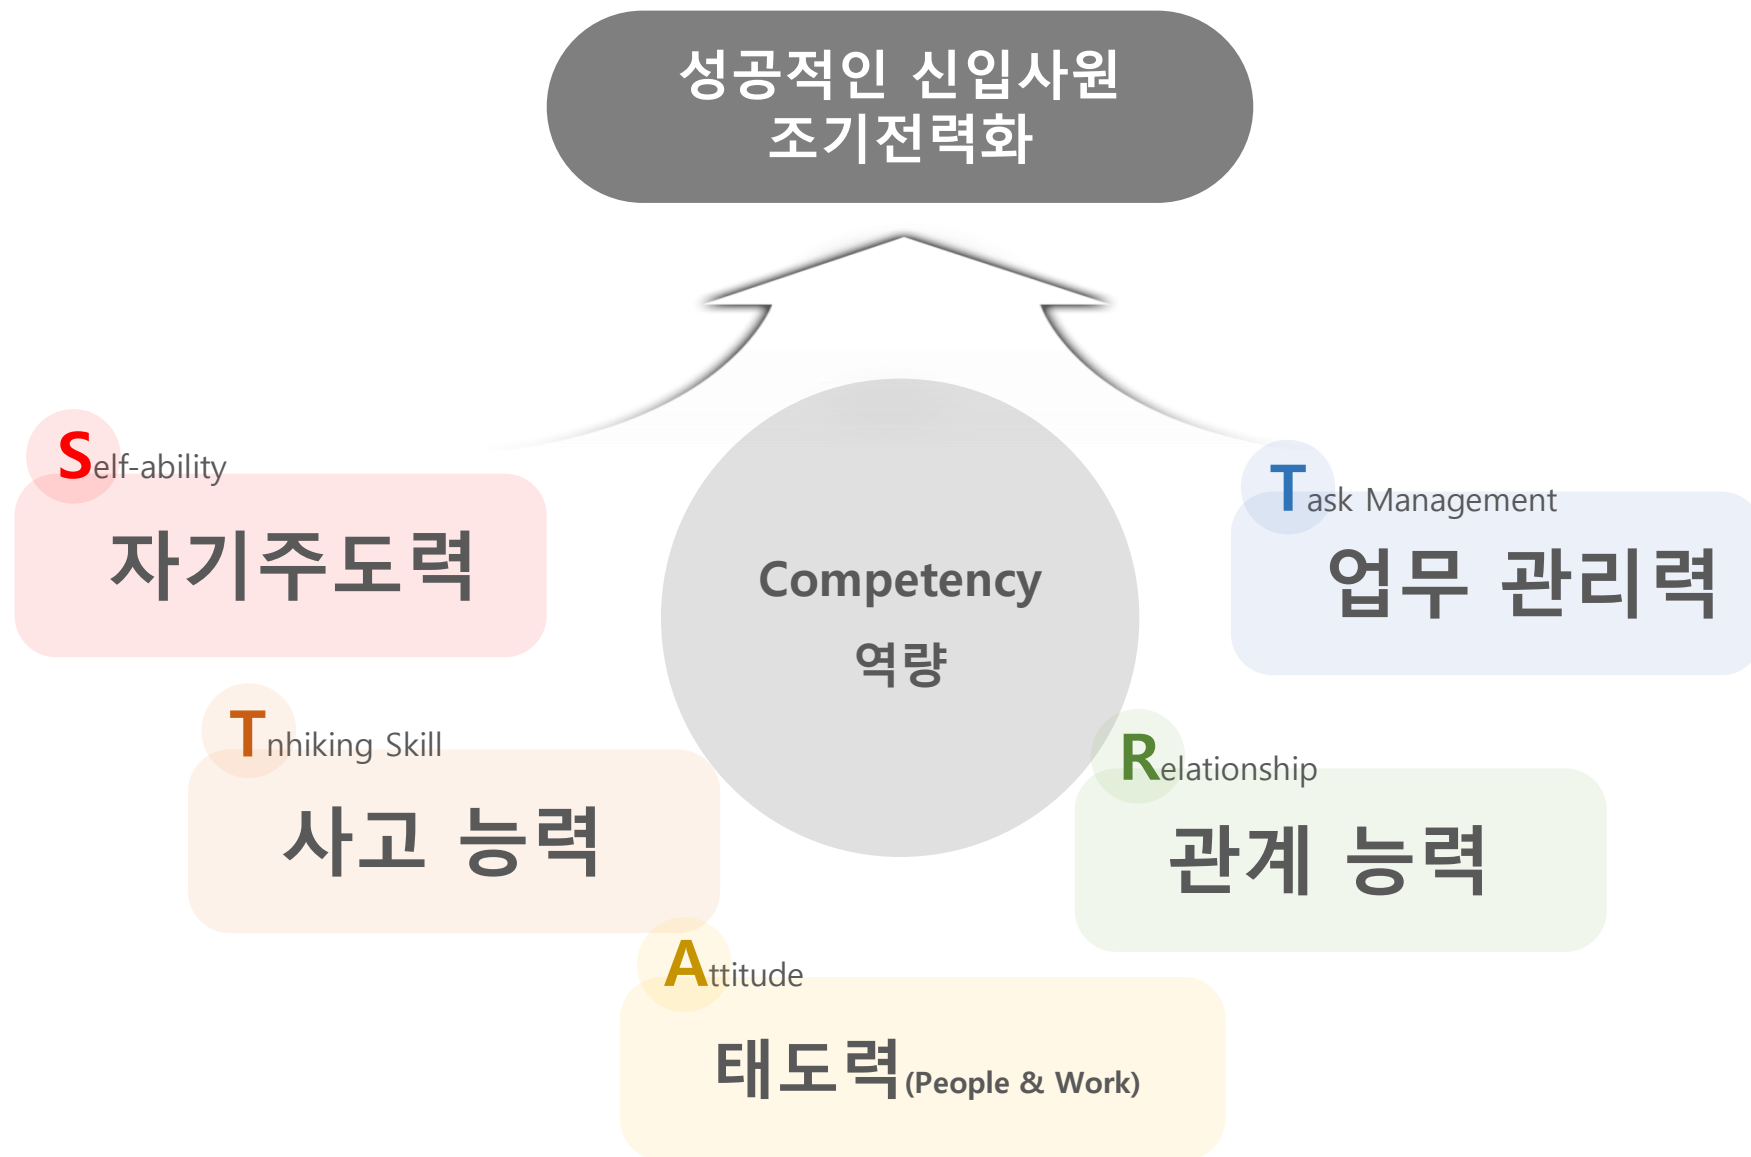 성공적인 신입사원
조기전력화
Self-ability
자기주도력
Task Management
업무 관리력
Competency
역량
Tnhiking Skill
사고 능력
Relationship
관계 능력
Attitude
태도력(People & Work)